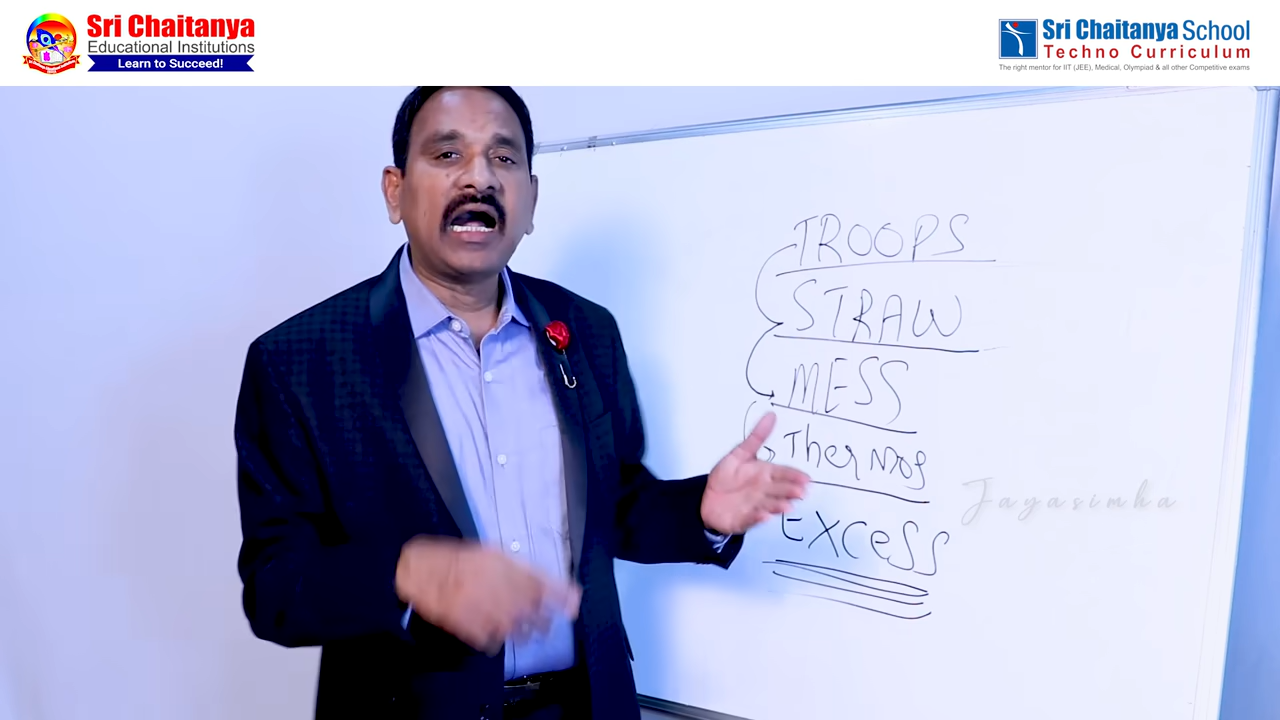 Sri Chaitanya
Educational Institutions
Learn to Succeed!
Sri Chaitanya School
Techno Curriculum
The right mentor for IIT (JEE), Medical, Olympiad & all other Competitive exams
TROOPS
STRAW
MESS
Thermos
Excess
Jayasimha